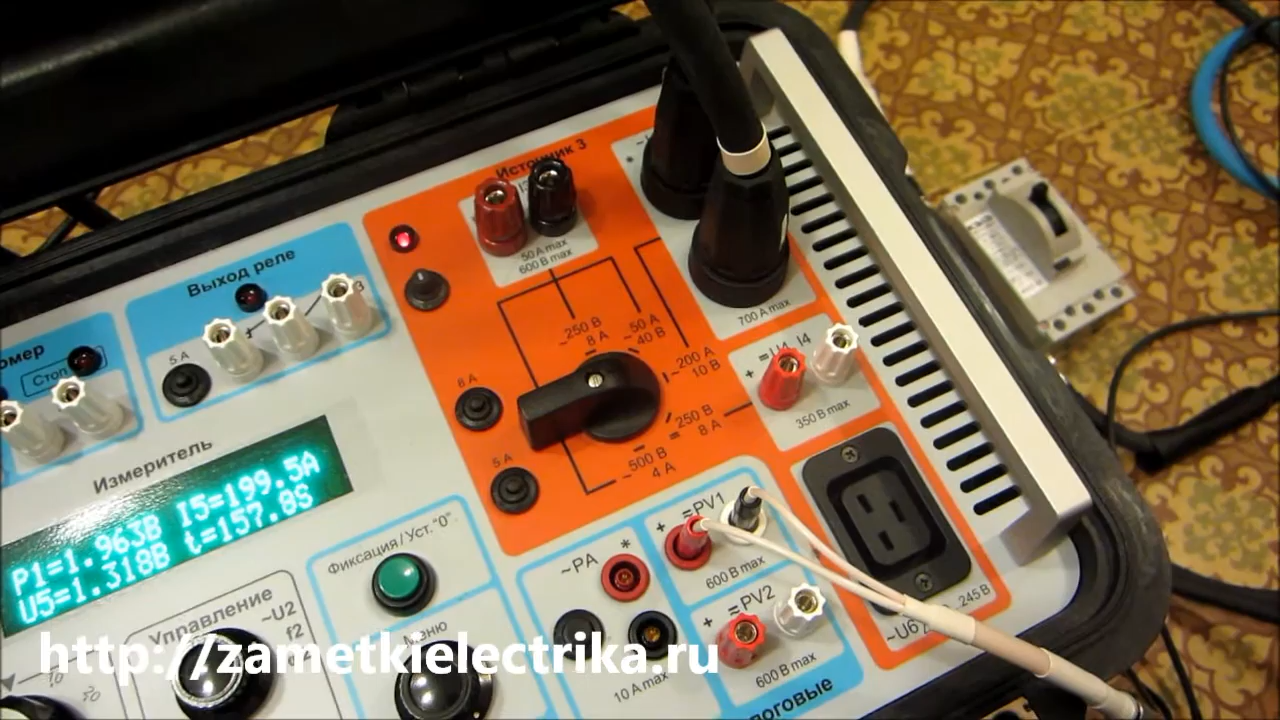 Источник 3
50 A max
600 В max
700 A max
Выход реле
5 A
Стоп
~250 В
8 A
~50 A
40 В
~200 A
10 В
=250 В
8 A
~500 В
4 A
8 A
5 A
+ =U4, I4
350 В max
Измеритель
P1=1.963В I5=199.5A
U5=1.318В t=157.8S
Фиксация/Уст."0"
~PA *
10 A max
+ ≂PV1
600 В max
+ ≂PV2
600 В max
245 В
Управление
~U2
f2
Меню
http://zametkielectrika.ru